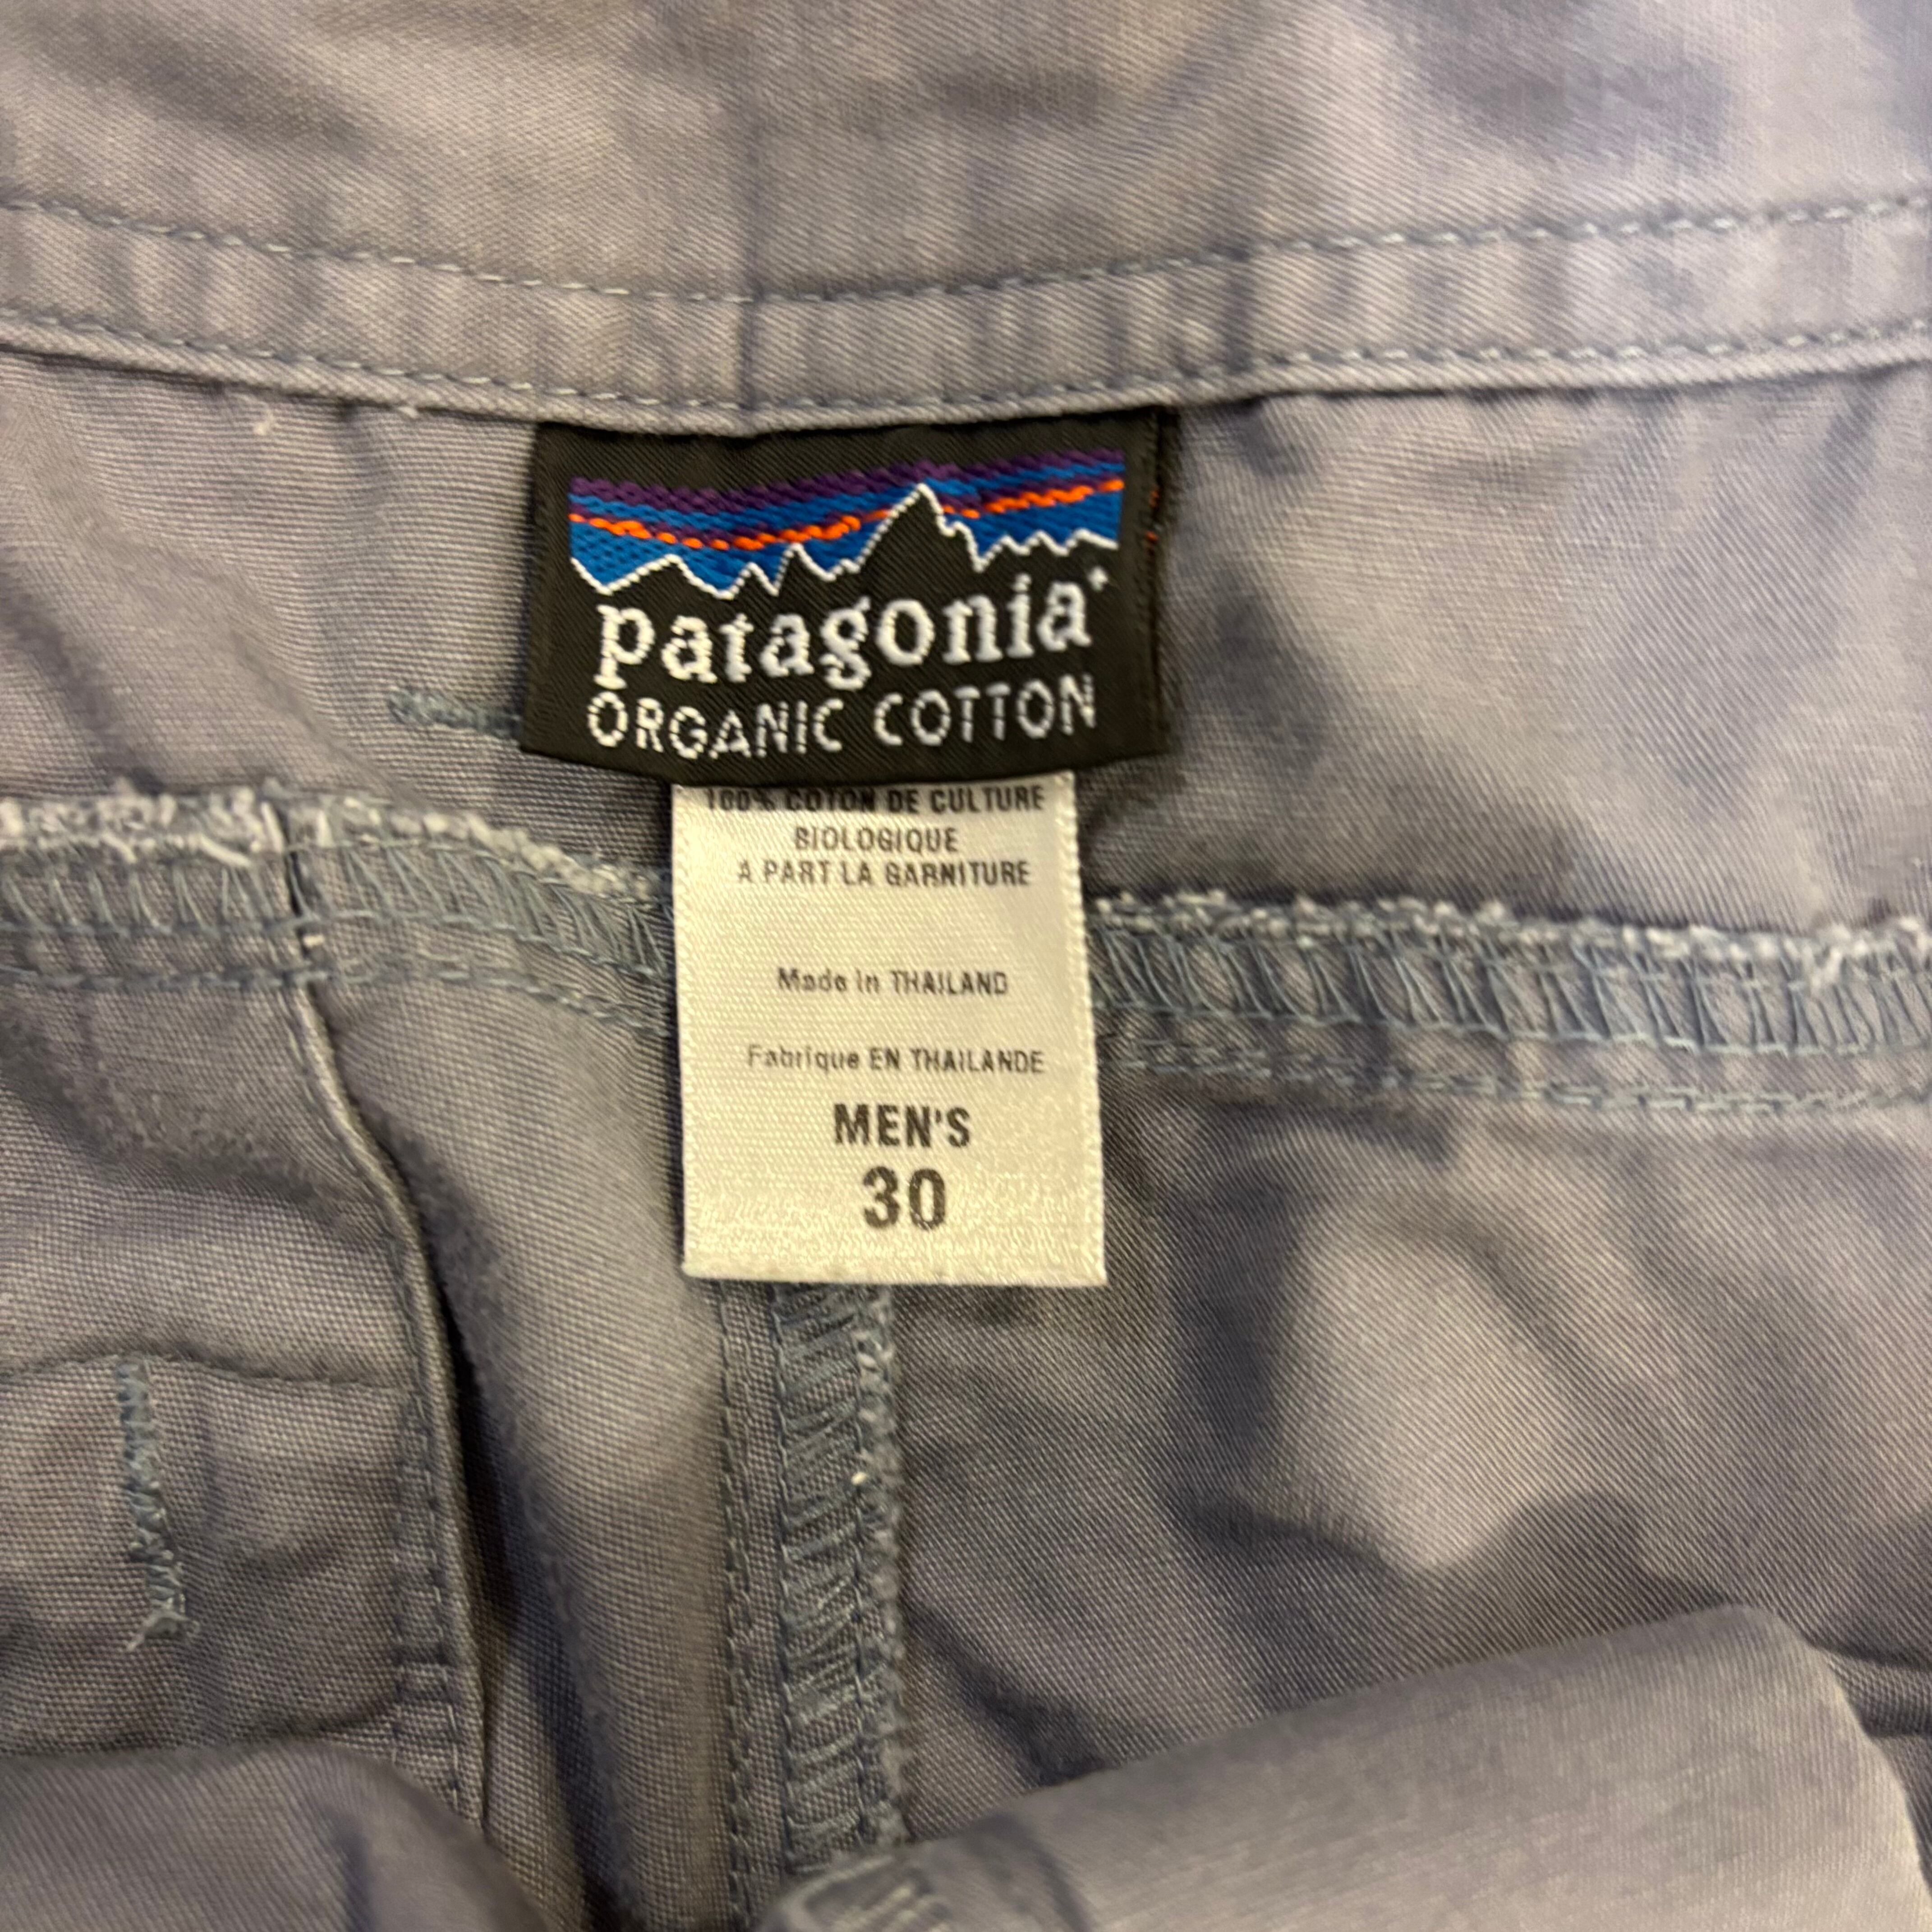 patagonia
ORGANIC COTTON
100% COTON DE CULTURE
BIOLOGIQUE
A PART LA GARNITURE
Made in THAILAND
Fabrique EN THAILANDE
MEN'S
30